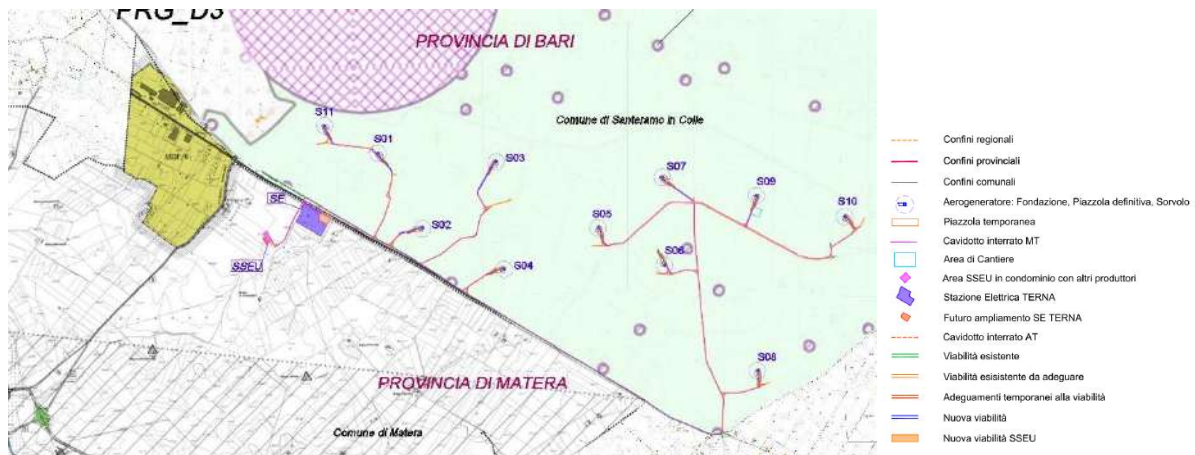 PRG_D3
PROVINCIA DI BARI
S11
Comune di Santeramo in Colle
S01
S03
S07
S09
SE
S10
S05
S02
S06
SSEU
S04
S08
PROVINCIA DI MATERA
Comune di Matera
Confini regionali
Confini provinciali
Confini comunali
Aerogeneratore: Fondazione, Piazzola definitiva, Sorvolo
Piazzola temporanea
Cavidotto interrato MT
Area di Cantiere
Area SSEU in condominio con altri produttori
Stazione Elettrica TERNA
Futuro ampliamento SE TERNA
Cavidotto interrato AT
Viabilità esistente
Viabilità esisistente da adeguare
Adeguamenti temporanei alla viabilità
Nuova viabilità
Nuova viabilità SSEU